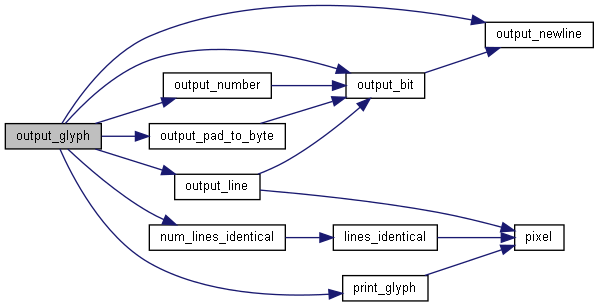 output_newline
output_number
output_bit
output_glyph
output_pad_to_byte
output_line
num_lines_identical
lines_identical
pixel
print_glyph